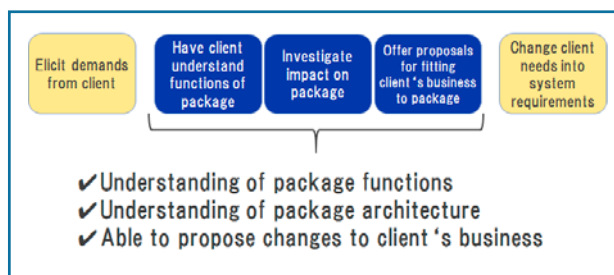 Elicit demands
from client
Have client
understand
functions of
package
Investigate
impact on
package
Offer proposals
for fitting
client‘s business
to package
Change client
needs into
system
requirements
✔Understanding of package functions
✔Understanding of package architecture
✔Able to propose changes to client‘s business